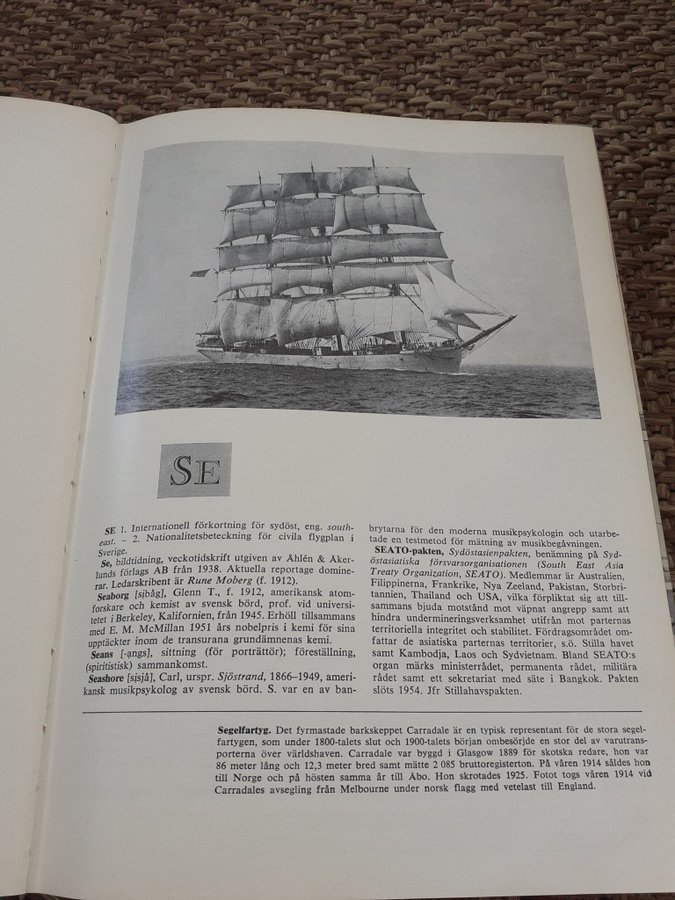 SE
SE 1. Internationell förkortning för sydöst, eng. south-
east. – 2. Nationalitetsbeteckning för civila flygplan i
Sverige.
Se, bildtidning, veckotidskrift utgiven av Åhlén & Åker-
lunds förlags AB från 1938. Aktuella reportage domine-
rar. Ledarskribent är Rune Moberg (f. 1912).
Seaborg [sjbåg], Glenn T., f. 1912, amerikansk atom-
forskare och kemist av svensk börd, prof. vid universi-
tetet i Berkeley, Kalifornien, från 1945. Erhöll tillsammans
med E. M. McMillan 1951 års nobelpris i kemi för sina
upptäckter inom de transurana grundämnenas kemi.
Seans [-angs], sittning (för porträttör); föreställning,
(spiritistisk) sammankomst.
Seashore [sisjå], Carl, urspr. Sjöstrand, 1866–1949, ameri-
kansk musikpsykolog av svensk börd. S. var en av ban-
brytarna för den moderna musikpsykologin och utarbe-
tade en testmetod för mätning av musikbegåvningen.
SEATO-pakten, Sydöstasienpakten, benämning på Syd-
östasiatiska försvarsorganisationen (South East Asia
Treaty Organization, SEATO). Medlemmar är Australien,
Filippinerna, Frankrike, Nya Zeeland, Pakistan, Storbri-
tannien, Thailand och USA, vilka förpliktat sig att till-
sammans bjuda motstånd mot väpnat angrepp samt att
hindra undermineringsverksamhet utifrån mot parternas
territoriella integritet och stabilitet. Fördragsområdet om-
fattar de asiatiska parternas territorier, s.ö. Stilla havet
samt Kambodja, Laos och Sydvietnam. Bland SEATO:s
organ märks ministerrådet, permanenta rådet, militära
rådet samt ett sekretariat med säte i Bangkok. Pakten
slöts 1954. Jfr Stillahavspakten.
Segelfartyg. Det fyrmastade barkskeppet Carradale är en typisk representant för de stora segel-
fartygen, som under 1800-talets slut och 1900-talets början ombesörjde en stor del av varutrans-
porterna över världshaven. Carradale var byggd i Glasgow 1889 för skotska redare, hon var
86 meter lång och 12,3 meter bred samt mätte 2 085 bruttoregisterton. På våren 1914 såldes hon
till Norge och på hösten samma år till Åbo. Hon skrotades 1925. Fotot togs våren 1914 vid
Carradales avsegling från Melbourne under norsk flagg med vetelast till England.